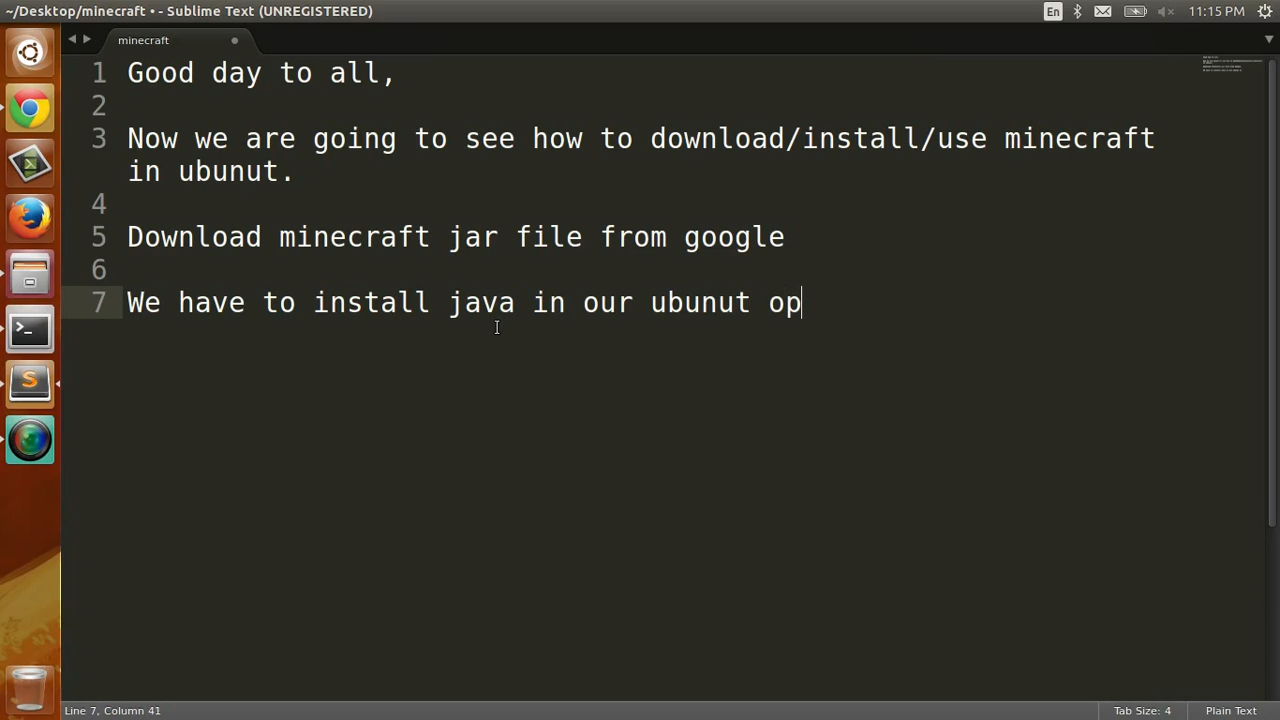 ~/Desktop/minecraft • - Sublime Text (UNREGISTERED)
En
11:15 PM
minecraft
1 Good day to all,
2
3 Now we are going to see how to download/install/use minecraft
in ubunut.
4
5 Download minecraft jar file from google
6
7 We have to install java in our ubunut op
Line 7, Column 41
Tab Size: 4
Plain Text